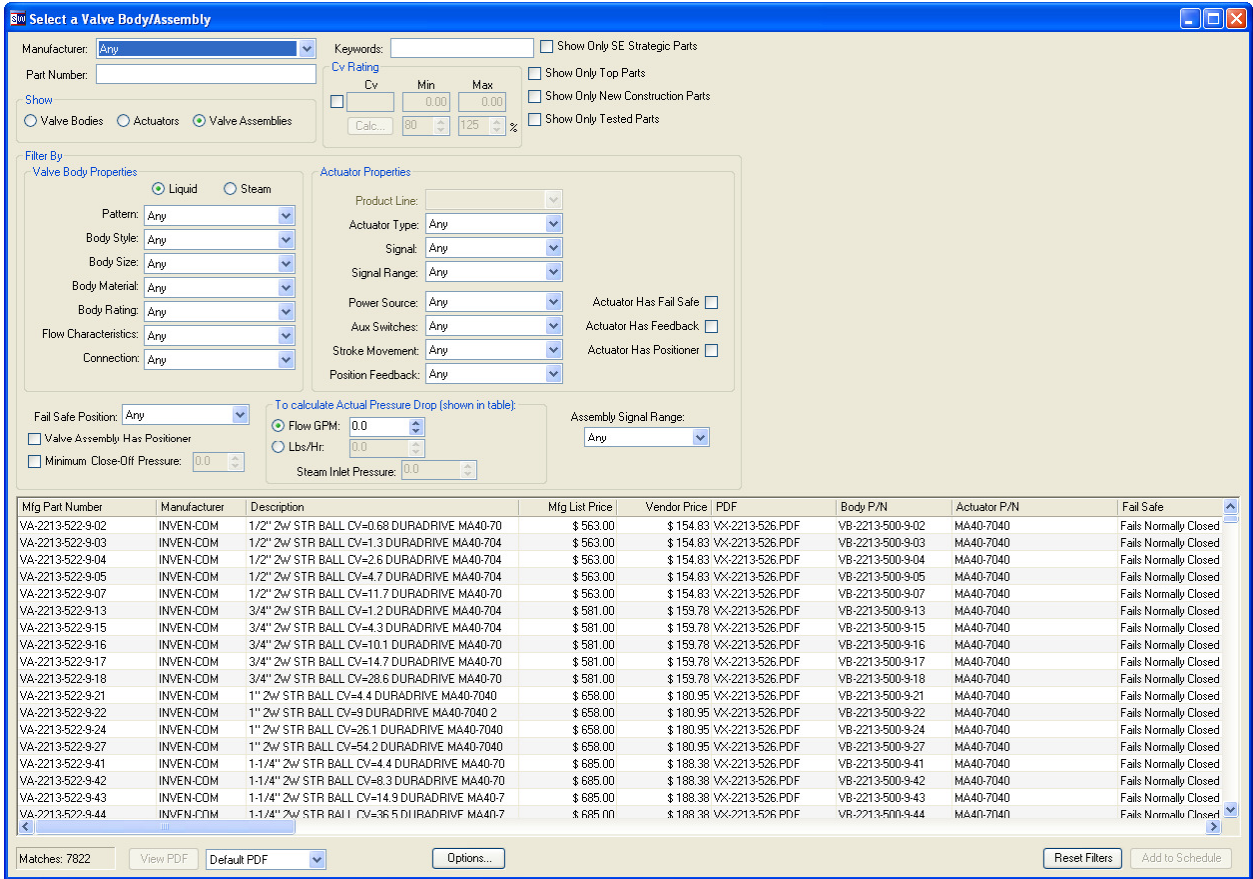 SW Select a Valve Body/Assembly
Manufacturer: Any Keywords: Show Only SE Strategic Parts
Part Number: Cv Rating Show Only Top Parts
Cv Min Max
0.00 0.00 Show Only New Construction Parts
Show
Valve Bodies Actuators Valve Assemblies Calc... 80 125 % Show Only Tested Parts
Filter By
Valve Body Properties Actuator Properties
Liquid Steam
Product Line:
Pattern: Any Actuator Type: Any
Body Style: Any Signal: Any
Body Size: Any Signal Range: Any
Body Material: Any Power Source: Any Actuator Has Fail Safe
Body Rating: Any Aux Switches: Any Actuator Has Feedback
Flow Characteristics: Any Stroke Movement: Any Actuator Has Positioner
Connection: Any Position Feedback: Any
Fail Safe Position: Any To calculate Actual Pressure Drop (shown in table): Assembly Signal Range:
Flow GPM: 0.0 Any
Valve Assembly Has Positioner Lbs/Hr: 0.0
Minimum Close-Off Pressure: 0.0 Steam Inlet Pressure: 0.0
Mfg Part Number Manufacturer Description Mfg List Price Vendor Price PDF Body P/N Actuator P/N Fail Safe
VA-2213-522-9-02 INVEN-COM 1/2" 2W STR BALL CV=0.68 DURADRIVE MA40-70 $ 563.00 $ 154.83 VX-2213-526.PDF VB-2213-500-9-02 MA40-7040 Fails Normally Closed
VA-2213-522-9-03 INVEN-COM 1/2" 2W STR BALL CV=1.3 DURADRIVE MA40-704 $ 563.00 $ 154.83 VX-2213-526.PDF VB-2213-500-9-03 MA40-7040 Fails Normally Closed
VA-2213-522-9-04 INVEN-COM 1/2" 2W STR BALL CV=2.6 DURADRIVE MA40-704 $ 563.00 $ 154.83 VX-2213-526.PDF VB-2213-500-9-04 MA40-7040 Fails Normally Closed
VA-2213-522-9-05 INVEN-COM 1/2" 2W STR BALL CV=4.7 DURADRIVE MA40-704 $ 563.00 $ 154.83 VX-2213-526.PDF VB-2213-500-9-05 MA40-7040 Fails Normally Closed
VA-2213-522-9-07 INVEN-COM 1/2" 2W STR BALL CV=11.7 DURADRIVE MA40-70 $ 563.00 $ 154.83 VX-2213-526.PDF VB-2213-500-9-07 MA40-7040 Fails Normally Closed
VA-2213-522-9-13 INVEN-COM 3/4" 2W STR BALL CV=1.2 DURADRIVE MA40-704 $ 581.00 $ 159.78 VX-2213-526.PDF VB-2213-500-9-13 MA40-7040 Fails Normally Closed
VA-2213-522-9-15 INVEN-COM 3/4" 2W STR BALL CV=4.3 DURADRIVE MA40-704 $ 581.00 $ 159.78 VX-2213-526.PDF VB-2213-500-9-15 MA40-7040 Fails Normally Closed
VA-2213-522-9-16 INVEN-COM 3/4" 2W STR BALL CV=10.1 DURADRIVE MA40-70 $ 581.00 $ 159.78 VX-2213-526.PDF VB-2213-500-9-16 MA40-7040 Fails Normally Closed
VA-2213-522-9-17 INVEN-COM 3/4" 2W STR BALL CV=14.7 DURADRIVE MA40-70 $ 581.00 $ 159.78 VX-2213-526.PDF VB-2213-500-9-17 MA40-7040 Fails Normally Closed
VA-2213-522-9-18 INVEN-COM 3/4" 2W STR BALL CV=28.6 DURADRIVE MA40-70 $ 581.00 $ 159.78 VX-2213-526.PDF VB-2213-500-9-18 MA40-7040 Fails Normally Closed
VA-2213-522-9-21 INVEN-COM 1" 2W STR BALL CV=4.4 DURADRIVE MA40-7040 $ 658.00 $ 180.95 VX-2213-526.PDF VB-2213-500-9-21 MA40-7040 Fails Normally Closed
VA-2213-522-9-22 INVEN-COM 1" 2W STR BALL CV=9 DURADRIVE MA40-7040 2 $ 658.00 $ 180.95 VX-2213-526.PDF VB-2213-500-9-22 MA40-7040 Fails Normally Closed
VA-2213-522-9-24 INVEN-COM 1" 2W STR BALL CV=26.1 DURADRIVE MA40-7040 $ 658.00 $ 180.95 VX-2213-526.PDF VB-2213-500-9-24 MA40-7040 Fails Normally Closed
VA-2213-522-9-27 INVEN-COM 1" 2W STR BALL CV=54.2 DURADRIVE MA40-7040 $ 658.00 $ 180.95 VX-2213-526.PDF VB-2213-500-9-27 MA40-7040 Fails Normally Closed
VA-2213-522-9-41 INVEN-COM 1-1/4" 2W STR BALL CV=4.4 DURADRIVE MA40-70 $ 685.00 $ 188.38 VX-2213-526.PDF VB-2213-500-9-41 MA40-7040 Fails Normally Closed
VA-2213-522-9-42 INVEN-COM 1-1/4" 2W STR BALL CV=8.3 DURADRIVE MA40-70 $ 685.00 $ 188.38 VX-2213-526.PDF VB-2213-500-9-42 MA40-7040 Fails Normally Closed
VA-2213-522-9-43 INVEN-COM 1-1/4" 2W STR BALL CV=14.9 DURADRIVE MA40-7 $ 685.00 $ 188.38 VX-2213-526.PDF VB-2213-500-9-43 MA40-7040 Fails Normally Closed
VA-2213-522-9-44 INVEN-COM 1-1/4" 2W STR BALL CV=36.5 DURADRIVE MA40-7 $ 685.00 $ 188.38 VX-2213-526.PDF VB-2213-500-9-44 MA40-7040 Fails Normally Closed
Matches: 7822 View PDF Default PDF Options... Reset Filters Add to Schedule